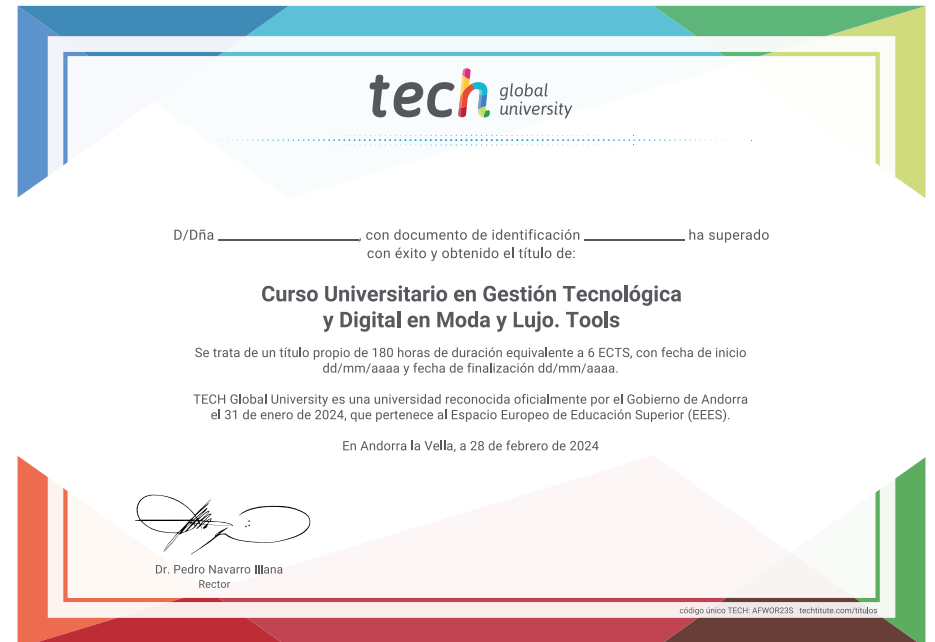 tech global university
D/Dña ____________, con documento de identificación ____________ ha superado
con éxito y obtenido el título de:
Curso Universitario en Gestión Tecnológica
y Digital en Moda y Lujo. Tools
Se trata de un título propio de 180 horas de duración equivalente a 6 ECTS, con fecha de inicio
dd/mm/aaaa y fecha de finalización dd/mm/aaaa.
TECH Global University es una universidad reconocida oficialmente por el Gobierno de Andorra
el 31 de enero de 2024, que pertenece al Espacio Europeo de Educación Superior (EEES).
En Andorra la Vella, a 28 de febrero de 2024
Dr. Pedro Navarro Illana
Rector
código único TECH: AFWOR23S techtitute.com/titulos